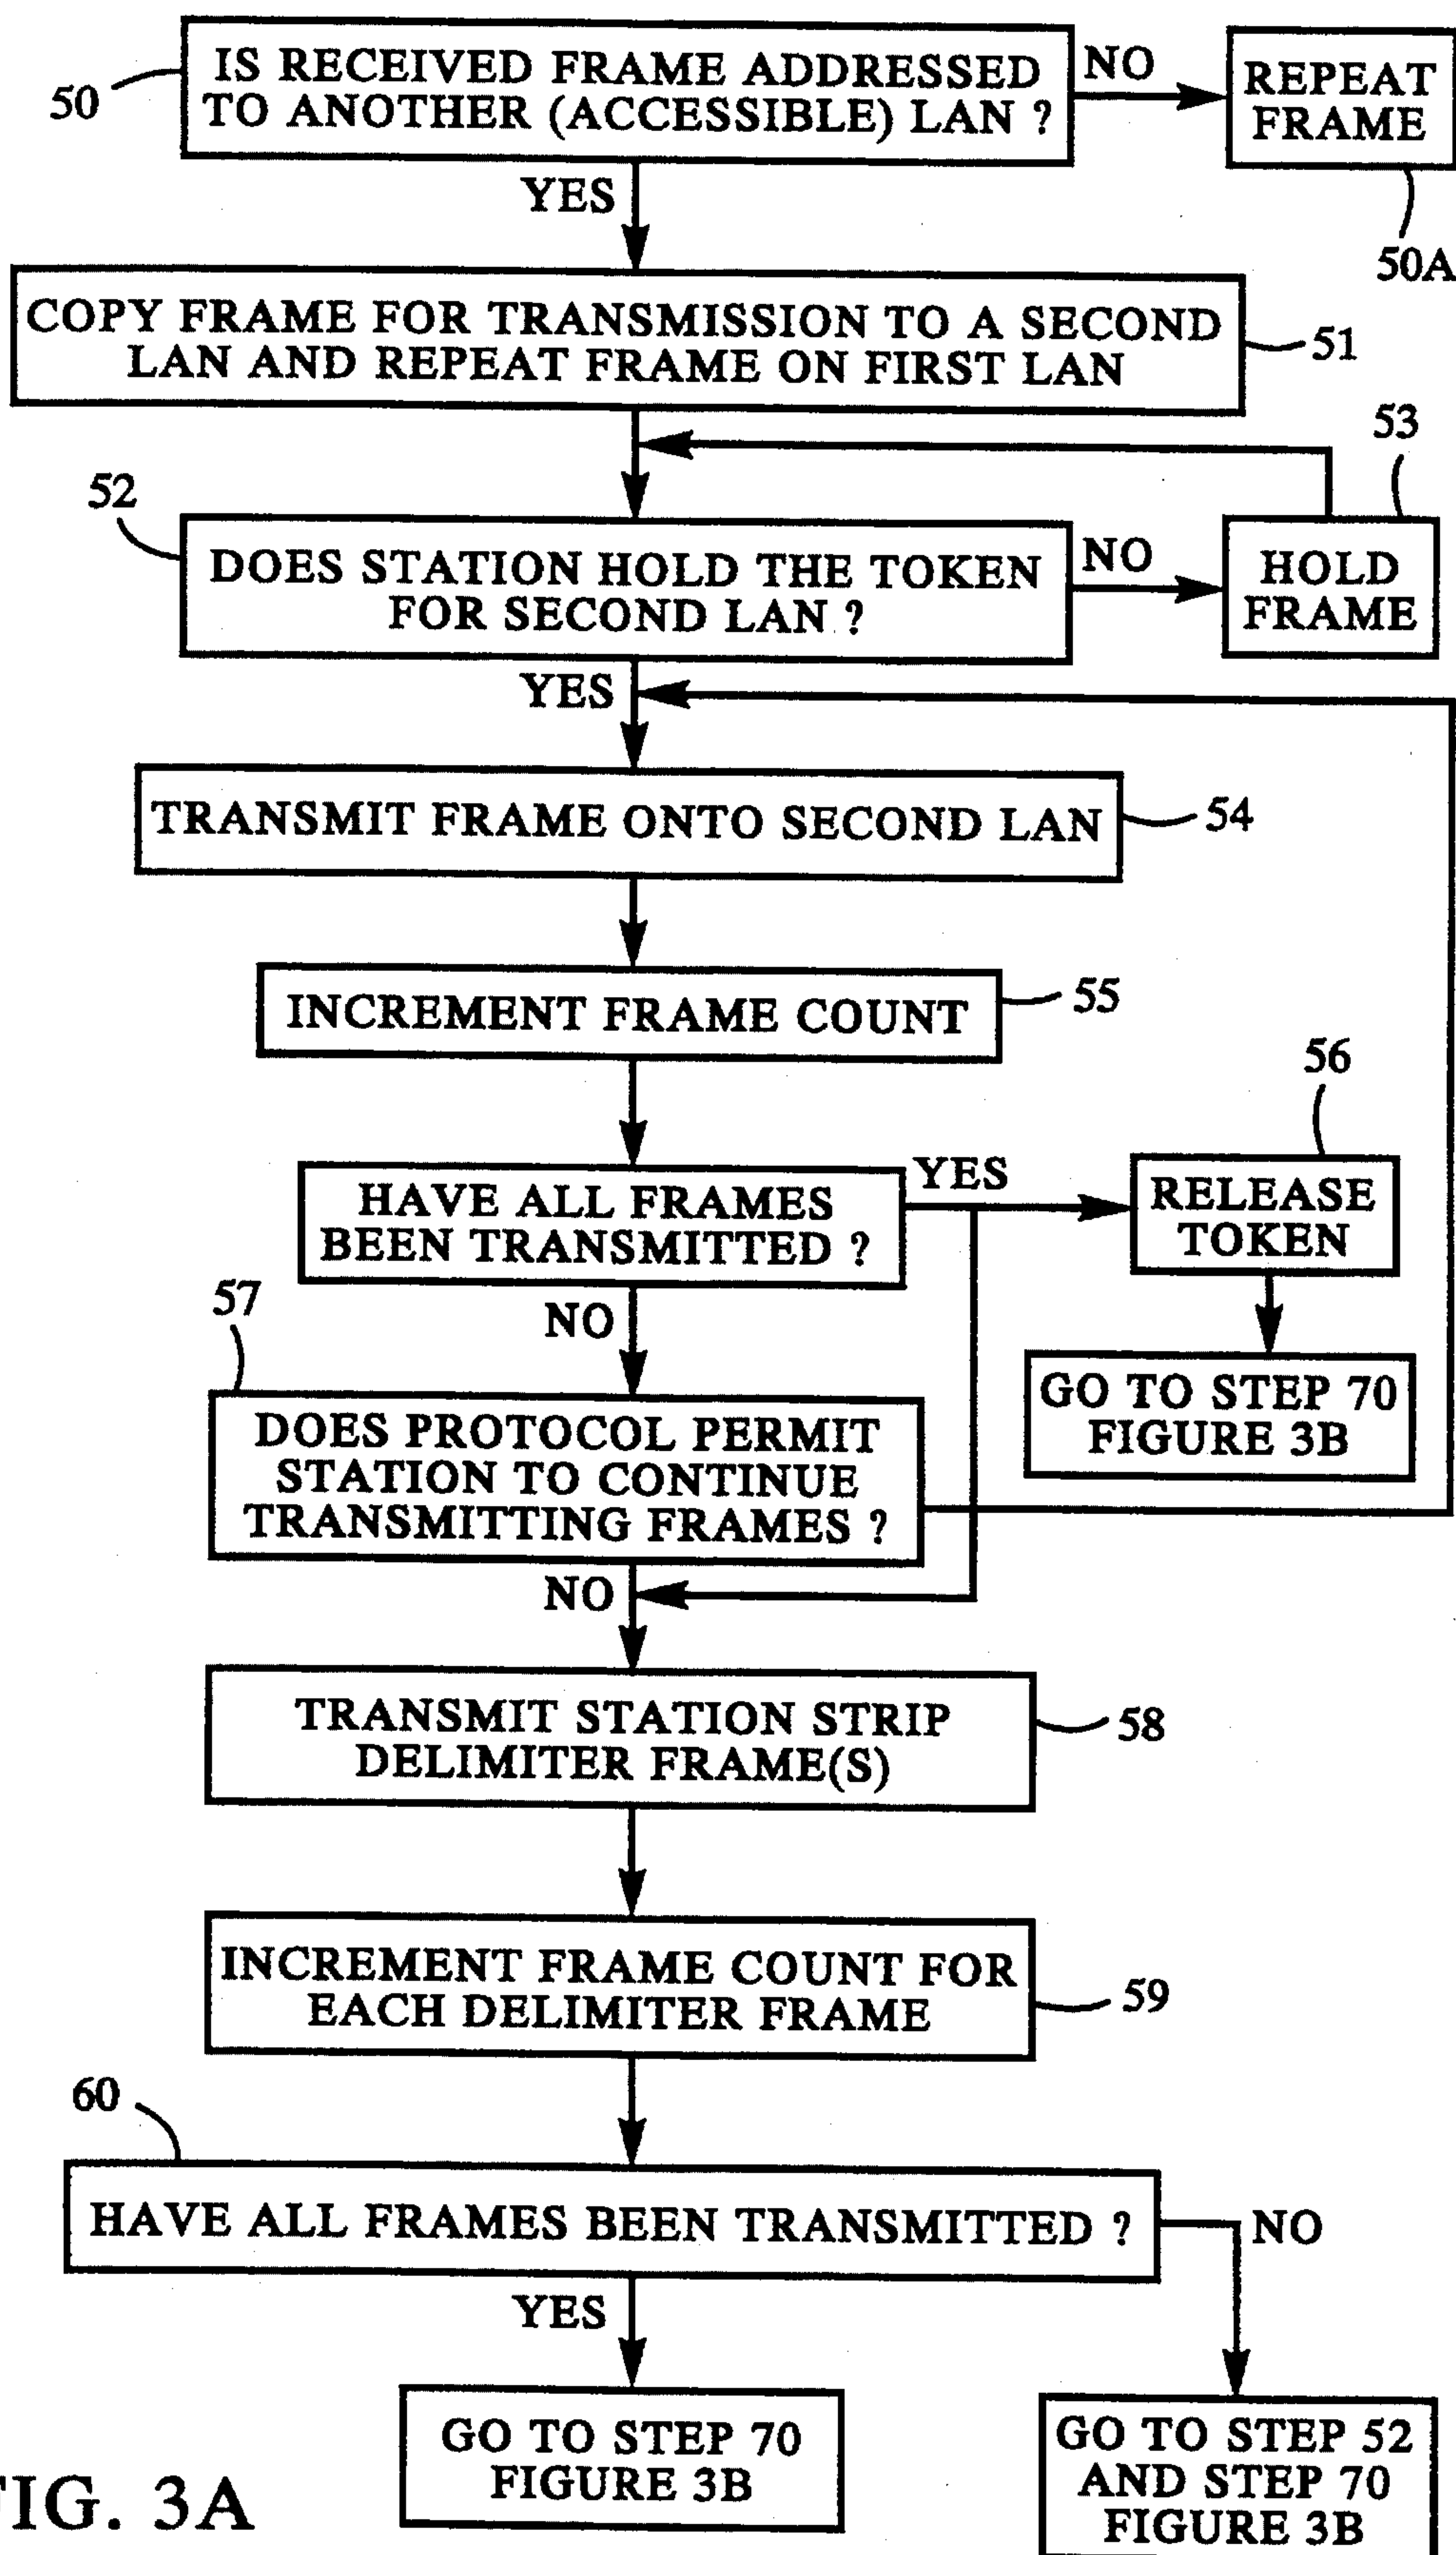 50
IS RECEIVED FRAME ADDRESSED
TO ANOTHER (ACCESSIBLE) LAN ?
NO
REPEAT
FRAME
50A
YES
COPY FRAME FOR TRANSMISSION TO A SECOND
LAN AND REPEAT FRAME ON FIRST LAN
51
53
52
DOES STATION HOLD THE TOKEN
FOR SECOND LAN ?
NO
HOLD
FRAME
YES
TRANSMIT FRAME ONTO SECOND LAN
54
INCREMENT FRAME COUNT
55
56
HAVE ALL FRAMES
BEEN TRANSMITTED ?
YES
RELEASE
TOKEN
57
NO
GO TO STEP 70
FIGURE 3B
DOES PROTOCOL PERMIT
STATION TO CONTINUE
TRANSMITTING FRAMES ?
NO
TRANSMIT STATION STRIP
DELIMITER FRAME(S)
58
INCREMENT FRAME COUNT FOR
EACH DELIMITER FRAME
59
60
HAVE ALL FRAMES BEEN TRANSMITTED ?
NO
YES
GO TO STEP 70
FIGURE 3B
GO TO STEP 52
AND STEP 70
FIGURE 3B
FIG. 3A